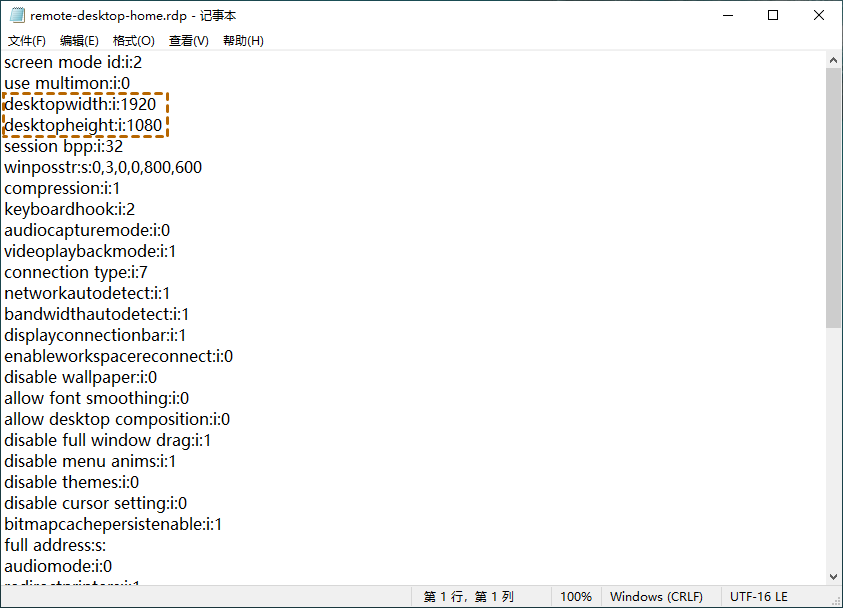 remote-desktop-home.rdp - 记事本
文件(F) 编辑(E) 格式(O) 查看(V) 帮助(H)
screen mode id:i:2
use multimon:i:0
desktopwidth:i:1920
desktopheight:i:1080
session bpp:i:32
winposstr:s:0,3,0,0,800,600
compression:i:1
keyboardhook:i:2
audiocapturemode:i:0
videoplaybackmode:i:1
connection type:i:7
networkautodetect:i:1
bandwidthautodetect:i:1
displayconnectionbar:i:1
enableworkspacereconnect:i:0
disable wallpaper:i:0
allow font smoothing:i:0
allow desktop composition:i:0
disable full window drag:i:1
disable menu anims:i:1
disable themes:i:0
disable cursor setting:i:0
bitmapcachepersistenable:i:1
full address:s:
audiomode:i:0
redirectprinters:i:1
第 1 行，第 1 列 100% Windows (CRLF) UTF-16 LE